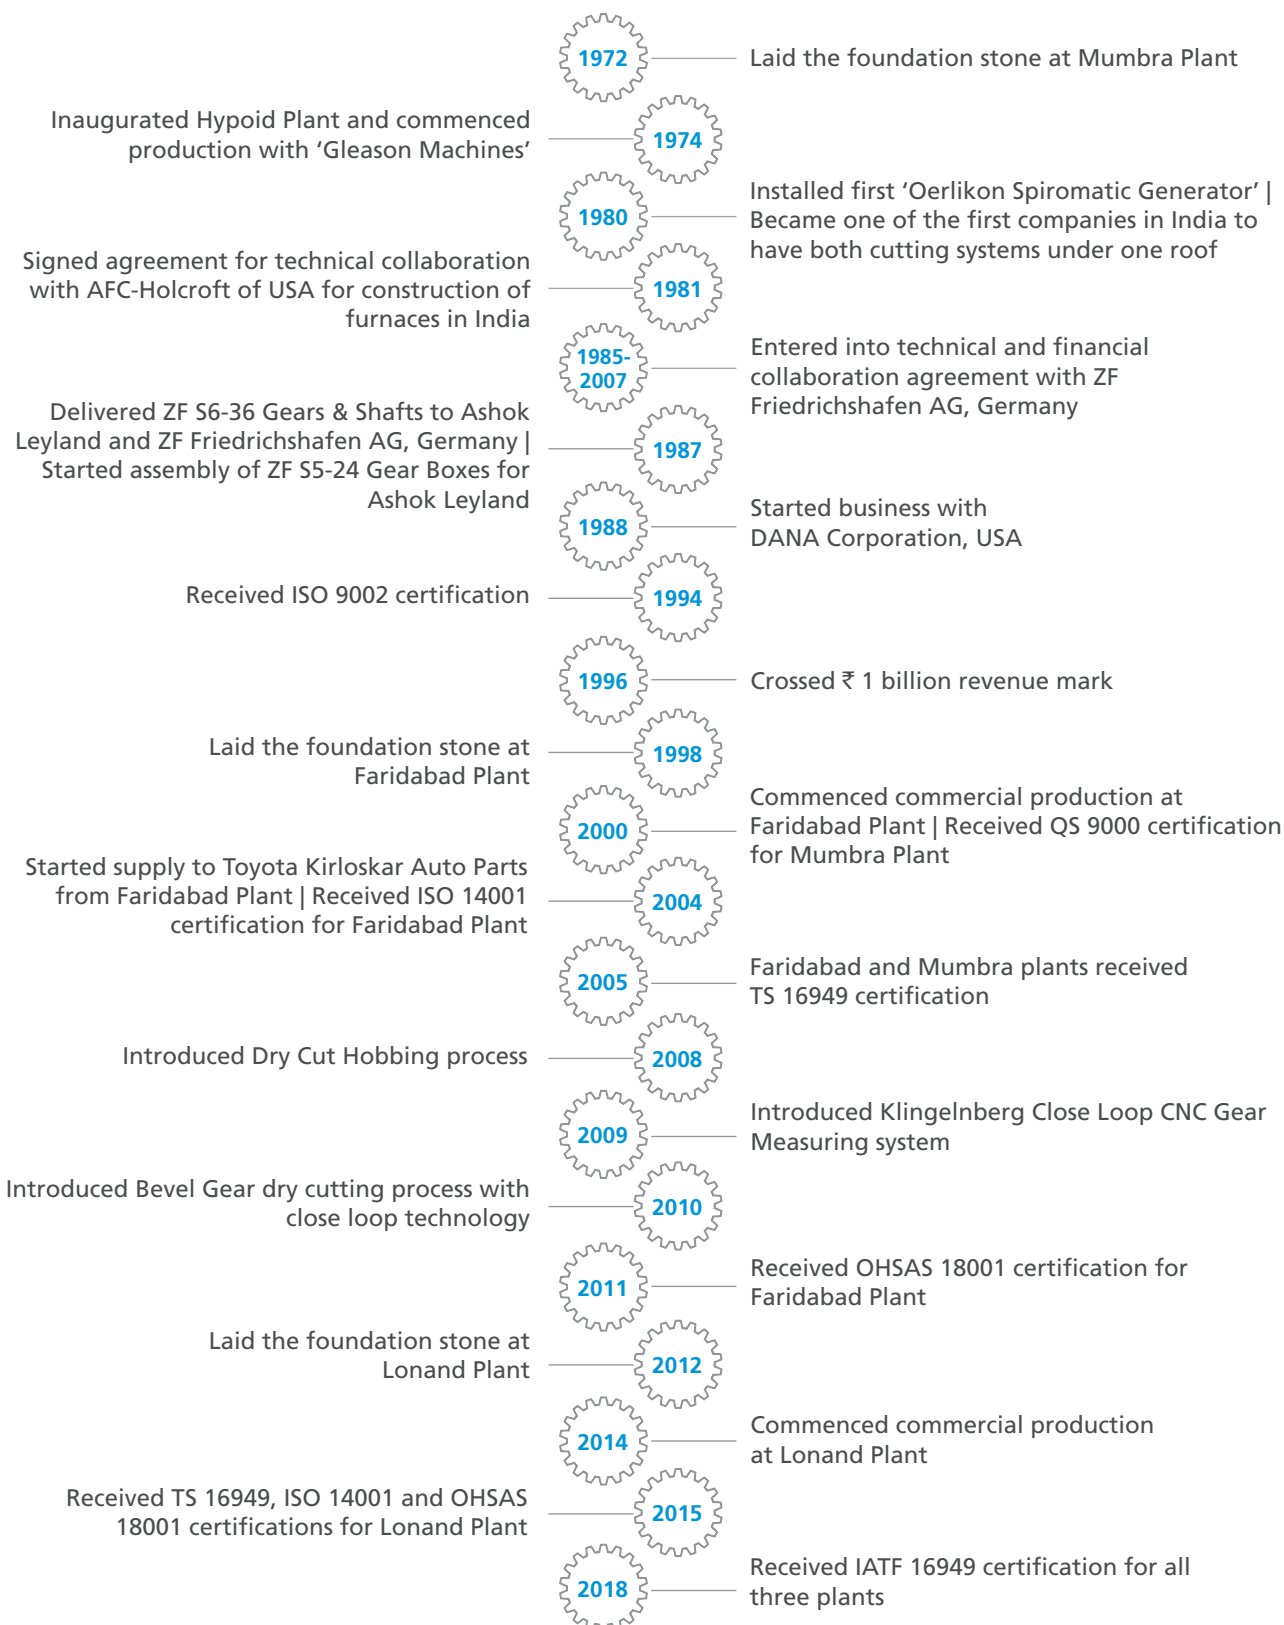 1972
Laid the foundation stone at Mumbra Plant
Inaugurated Hypoid Plant and commenced
production with ‘Gleason Machines’
1974
1980
Installed first ‘Oerlikon Spiromatic Generator’ |
Became one of the first companies in India to
have both cutting systems under one roof
Signed agreement for technical collaboration
with AFC-Holcroft of USA for construction of
furnaces in India
1981
1985-
2007
Entered into technical and financial
collaboration agreement with ZF
Friedrichshafen AG, Germany
Delivered ZF S6-36 Gears & Shafts to Ashok
Leyland and ZF Friedrichshafen AG, Germany |
Started assembly of ZF S5-24 Gear Boxes for
Ashok Leyland
1987
1988
Started business with
DANA Corporation, USA
Received ISO 9002 certification
1994
1996
Crossed ₹ 1 billion revenue mark
Laid the foundation stone at
Faridabad Plant
1998
2000
Commenced commercial production at
Faridabad Plant | Received QS 9000 certification
for Mumbra Plant
Started supply to Toyota Kirloskar Auto Parts
from Faridabad Plant | Received ISO 14001
certification for Faridabad Plant
2004
2005
Faridabad and Mumbra plants received
TS 16949 certification
Introduced Dry Cut Hobbing process
2008
2009
Introduced Klingelnberg Close Loop CNC Gear
Measuring system
Introduced Bevel Gear dry cutting process with
close loop technology
2010
2011
Received OHSAS 18001 certification for
Faridabad Plant
Laid the foundation stone at
Lonand Plant
2012
2014
Commenced commercial production
at Lonand Plant
Received TS 16949, ISO 14001 and OHSAS
18001 certifications for Lonand Plant
2015
2018
Received IATF 16949 certification for all
three plants